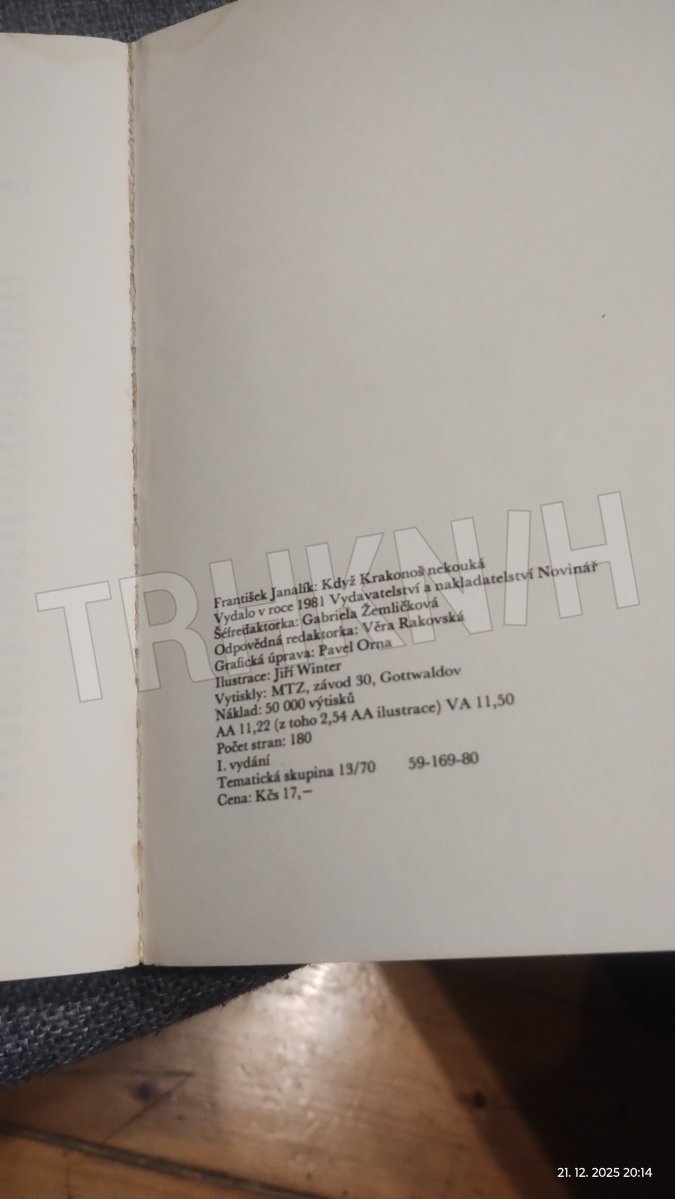 František Janalík: Když Krakonoš nekouká
Vydalo v roce 1981 Vydavatelství a nakladatelství Novinář
Šéfredaktorka: Gabriela Žemličková
Odpovědná redaktorka: Věra Rakovská
Grafická úprava: Pavel Orna
Ilustrace: Jiří Winter
Vytiskly: MTZ, závod 30, Gottwaldov
Náklad: 50 000 výtisků
AA 11,22 (z toho 2,54 AA ilustrace) VA 11,50
Počet stran: 180
I. vydání
Tematická skupina 13/70 59-169-80
Cena: Kčs 17,—
TRHKNIH
21. 12. 2025 20:14